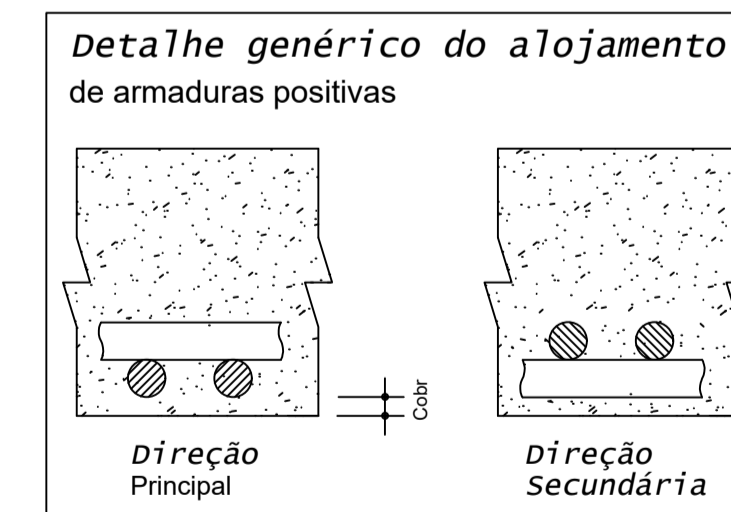 Detalhe genérico do alojamento
de armaduras positivas
Cobr
Direção
Principal
Direção
Secundária